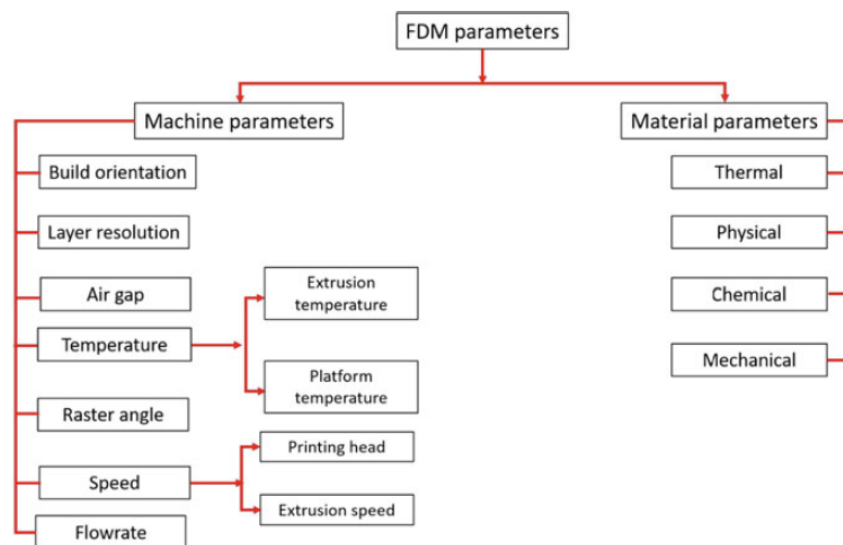 FDM parameters
Machine parameters
Material parameters
Build orientation
Thermal
Layer resolution
Physical
Air gap
Extrusion
temperature
Chemical
Temperature
Platform
temperature
Mechanical
Raster angle
Printing head
Speed
Extrusion speed
Flowrate